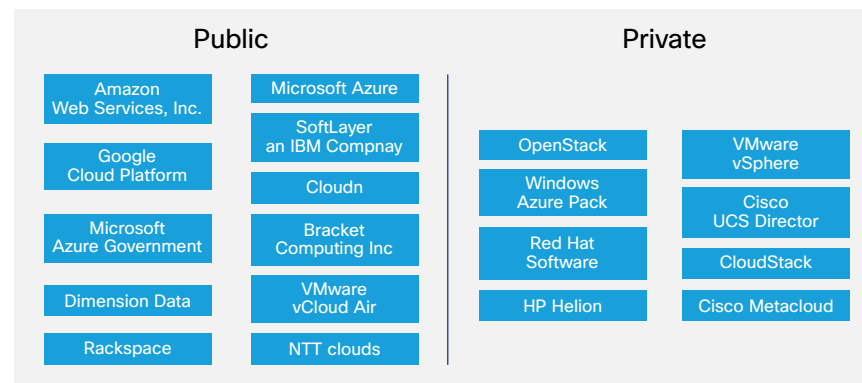 Public
Amazon
Web Services, Inc.
Google
Cloud Platform
Microsoft
Azure Government
Dimension Data
Rackspace
Microsoft Azure
SoftLayer
an IBM Compnay
Cloudn
Bracket
Computing Inc
VMware
vCloud Air
NTT clouds
Private
OpenStack
Windows
Azure Pack
Red Hat
Software
HP Helion
VMware
vSphere
Cisco
UCS Director
CloudStack
Cisco Metacloud